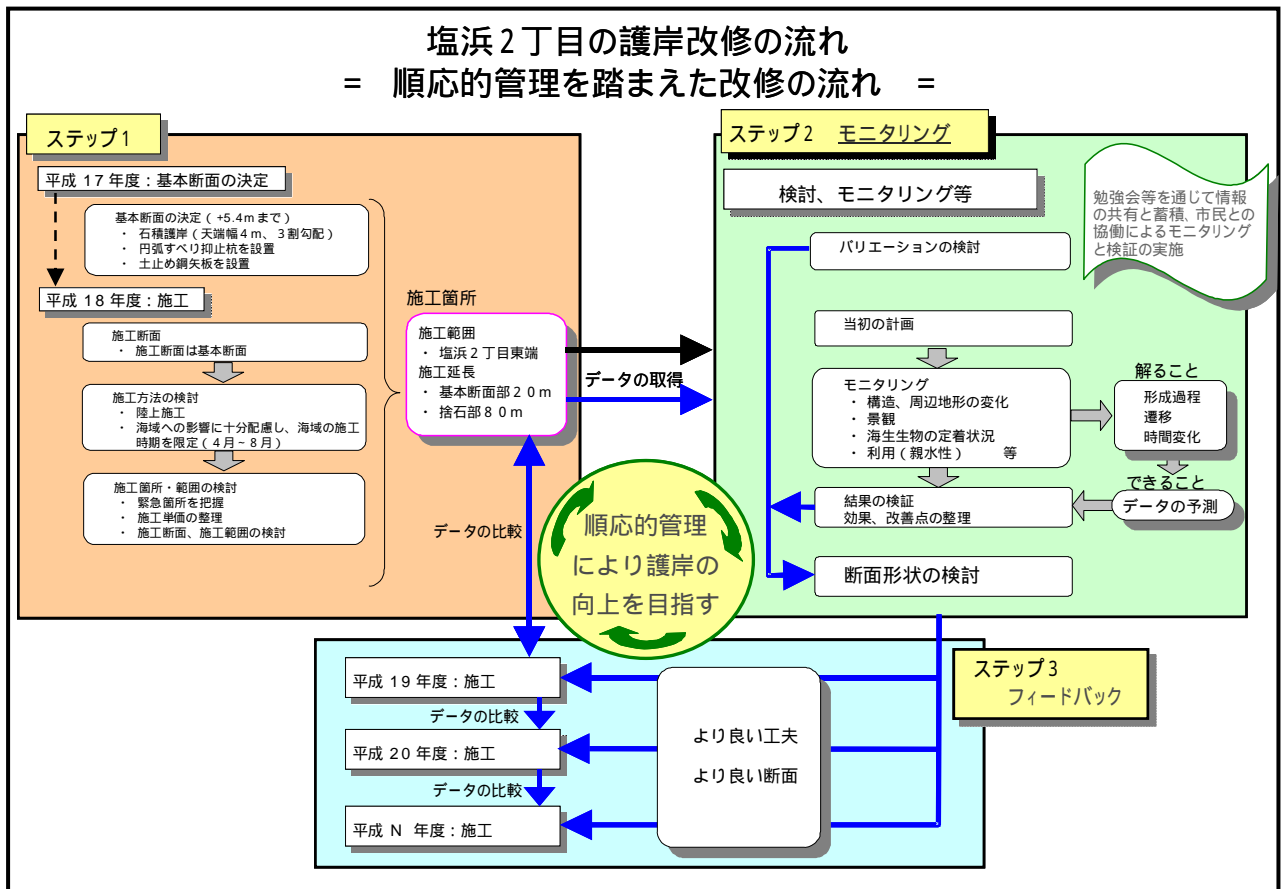 塩浜２丁目の護岸改修の流れ
＝　順応的管理を踏まえた改修の流れ　＝
ステップ１
平成 17 年度：基本断面の決定
基本断面の決定（ +5.4ｍまで）
・　石積護岸（天端幅４ｍ、３割勾配）
・　円弧すべり抑止杭を設置
・　土止め鋼矢板を設置
平成 18 年度：施工
施工断面
・　施工断面は基本断面
施工方法の検討
・　陸上施工
・　海域への影響に十分配慮し、海域の施工
時期を限定（４月～８月）
施工箇所・範囲の検討
・　緊急箇所を把握
・　施工単価の整理
・　施工断面、施工範囲の検討
施工箇所
施工範囲
・　塩浜２丁目東端
施工延長
・　基本断面部２０ｍ
・　捨石部８０ｍ
データの取得
データの比較
順応的管理
により護岸の
向上を目指す
ステップ２　モニタリング
検討、モニタリング等
勉強会等を通じて情報
の共有と蓄積、市民との
協働によるモニタリング
と検証の実施
バリエーションの検討
当初の計画
モニタリング
・　構造、周辺地形の変化
・　景観
・　海生生物の定着状況
・　利用（親水性）　　等
解ること
形成過程
遷移
時間変化
できること
データの予測
結果の検証
効果、改善点の整理
断面形状の検討
ステップ３
フィードバック
平成 19 年度：施工
データの比較
平成 20 年度：施工
データの比較
平成 N 年度：施工
より良い工夫
より良い断面